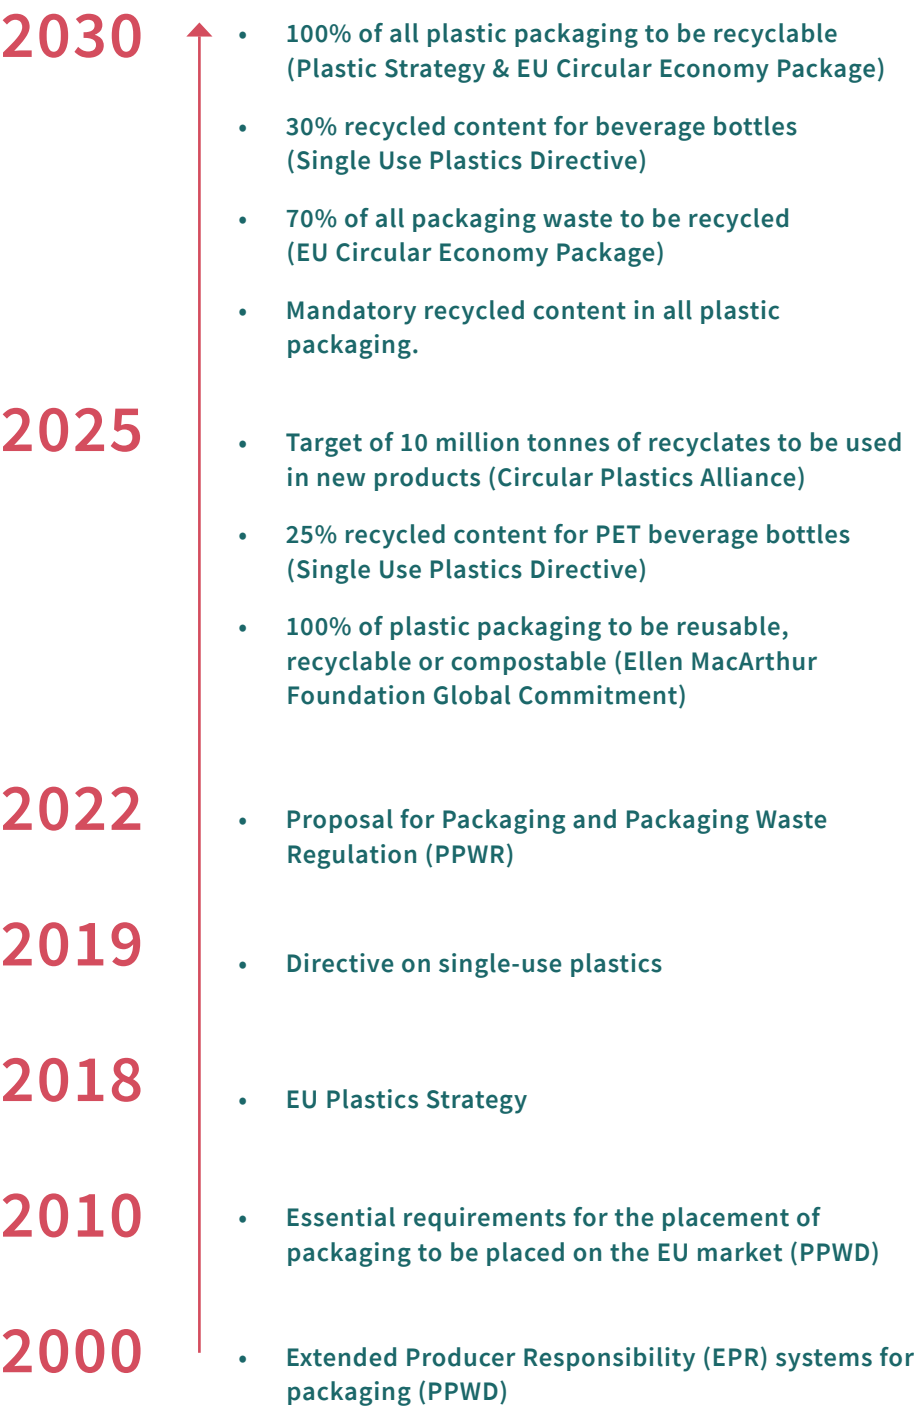 2030
• 100% of all plastic packaging to be recyclable
(Plastic Strategy & EU Circular Economy Package)
• 30% recycled content for beverage bottles
(Single Use Plastics Directive)
• 70% of all packaging waste to be recycled
(EU Circular Economy Package)
• Mandatory recycled content in all plastic
packaging.
2025
• Target of 10 million tonnes of recyclates to be used
in new products (Circular Plastics Alliance)
• 25% recycled content for PET beverage bottles
(Single Use Plastics Directive)
• 100% of plastic packaging to be reusable,
recyclable or compostable (Ellen MacArthur
Foundation Global Commitment)
2022
• Proposal for Packaging and Packaging Waste
Regulation (PPWR)
2019
• Directive on single-use plastics
2018
• EU Plastics Strategy
2010
• Essential requirements for the placement of
packaging to be placed on the EU market (PPWD)
2000
• Extended Producer Responsibility (EPR) systems for
packaging (PPWD)